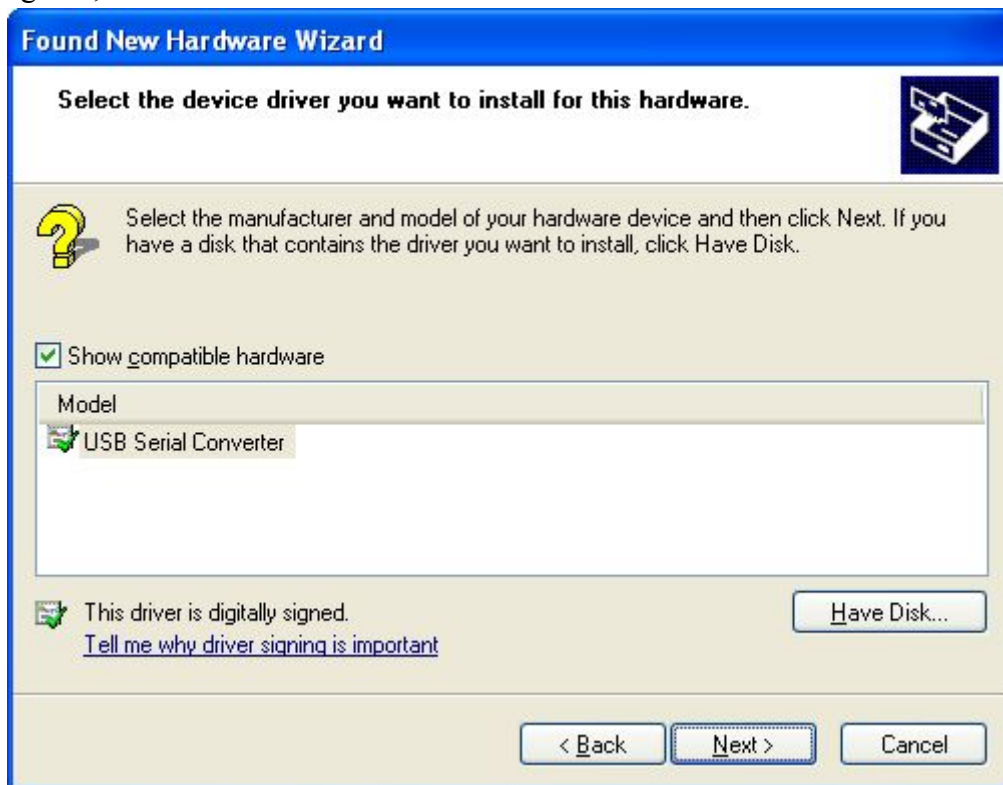 Found New Hardware Wizard
Select the device driver you want to install for this hardware.
Select the manufacturer and model of your hardware device and then click Next. If you
have a disk that contains the driver you want to install, click Have Disk.
Show compatible hardware
Model
USB Serial Converter
This driver is digitally signed.
Have Disk...
Tell me why driver signing is important
< Back
Next >
Cancel